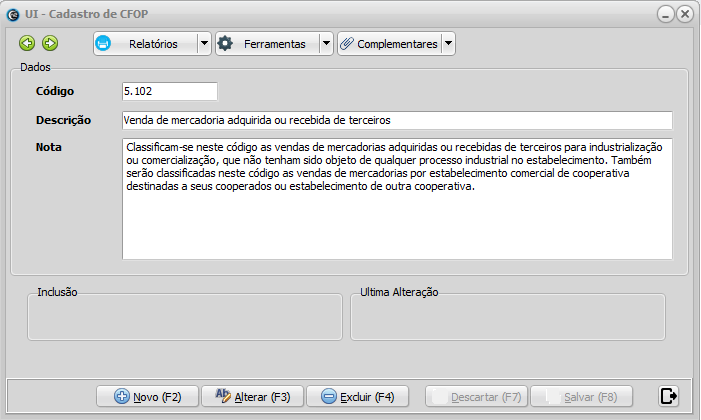 UI - Cadastro de CFOP
Relatórios
Ferramentas
Complementares
Dados
Código
5.102
Descrição
Venda de mercadoria adquirida ou recebida de terceiros
Nota
Classificam-se neste código as vendas de mercadorias adquiridas ou recebidas de terceiros para industrialização
ou comercialização, que não tenham sido objeto de qualquer processo industrial no estabelecimento. Também
serão classificadas neste código as vendas de mercadorias por estabelecimento comercial de cooperativa
destinadas a seus cooperados ou estabelecimento de outra cooperativa.
Inclusão
Ultima Alteração
Novo (F2)
Alterar (F3)
Excluir (F4)
Descartar (F7)
Salvar (F8)